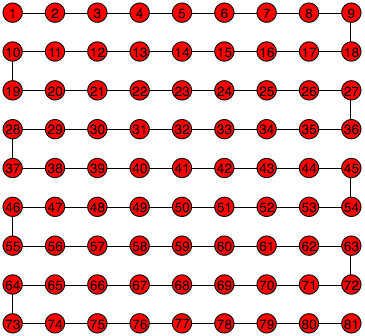 1 2 3 4 5 6 7 8 9
10 11 12 13 14 15 16 17 18
19 20 21 22 23 24 25 26 27
28 29 30 31 32 33 34 35 36
37 38 39 40 41 42 43 44 45
46 47 48 49 50 51 52 53 54
55 56 57 58 59 60 61 62 63
64 65 66 67 68 69 70 71 72
73 74 75 76 77 78 79 80 81